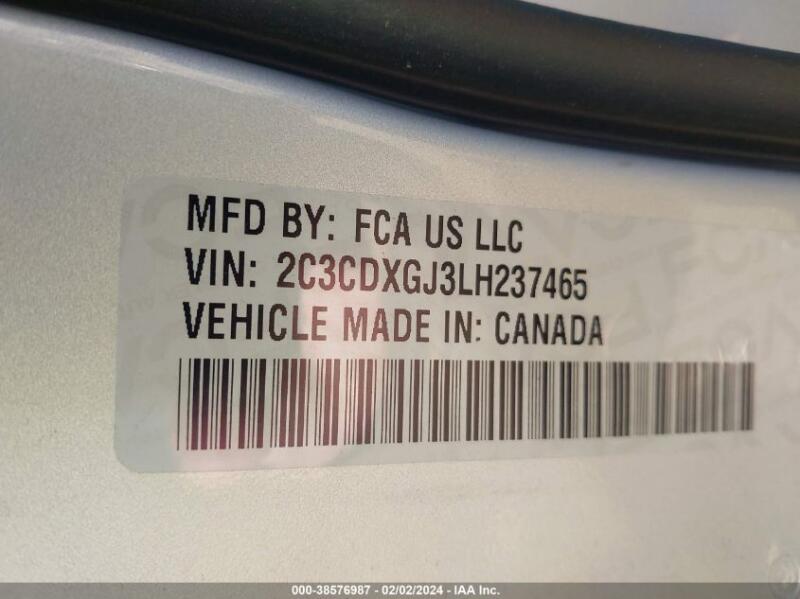 MFD BY: FCA US LLC
VIN: 2C3CDXGJ3LH237465
VEHICLE MADE IN: CANADA
000-38576987 - 02/02/2024 - IAA Inc.